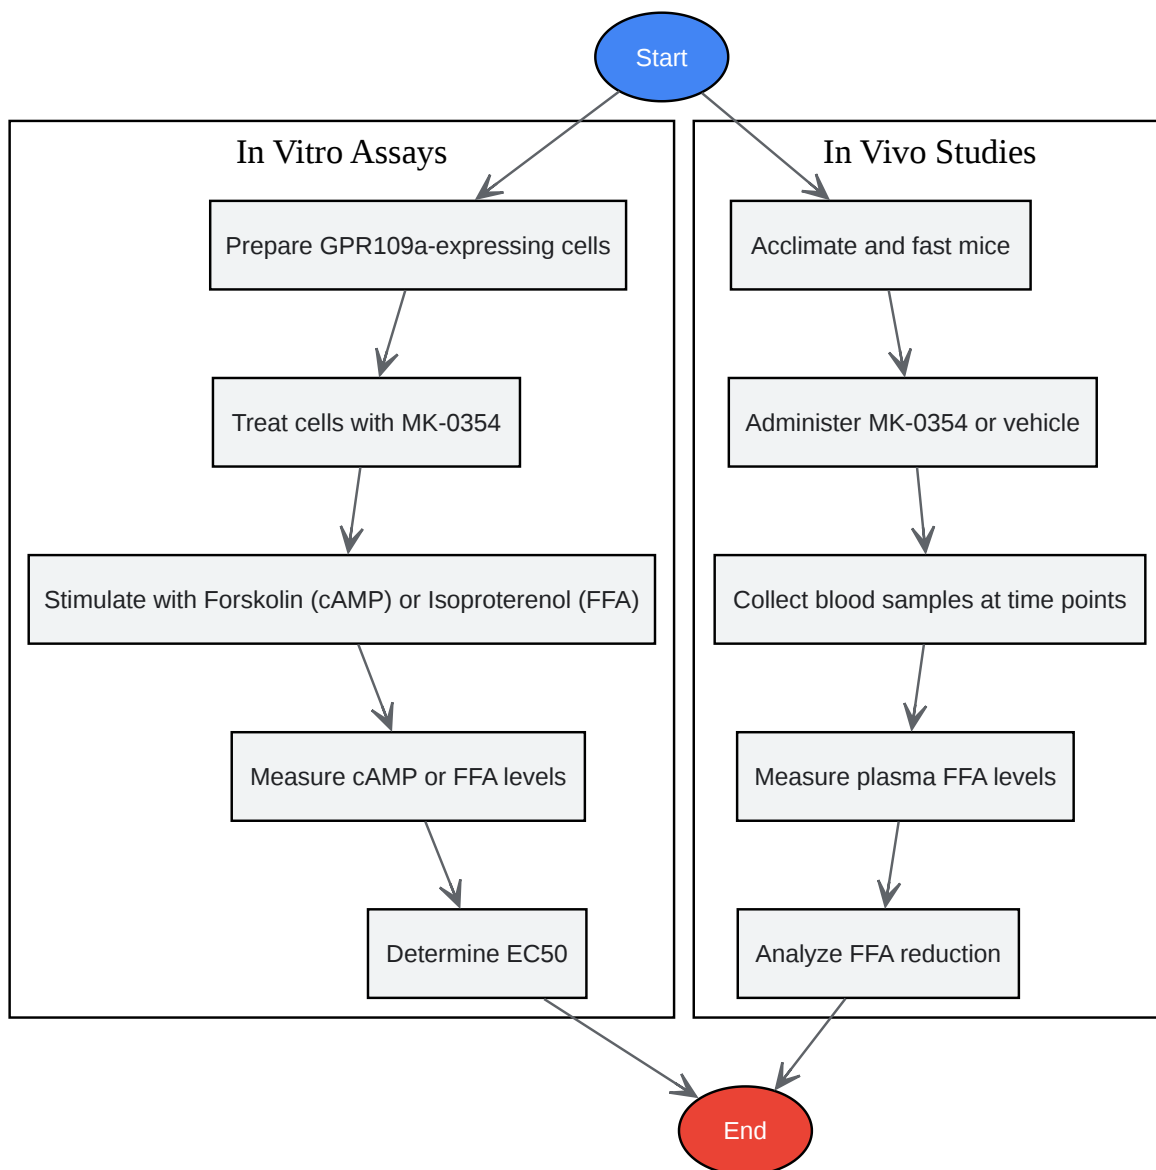 Start
In Vitro Assays
Prepare GPR109a-expressing cells
Treat cells with MK-0354
Stimulate with Forskolin (cAMP) or Isoproterenol (FFA)
Measure cAMP or FFA levels
Determine EC50
In Vivo Studies
Acclimate and fast mice
Administer MK-0354 or vehicle
Collect blood samples at time points
Measure plasma FFA levels
Analyze FFA reduction
End